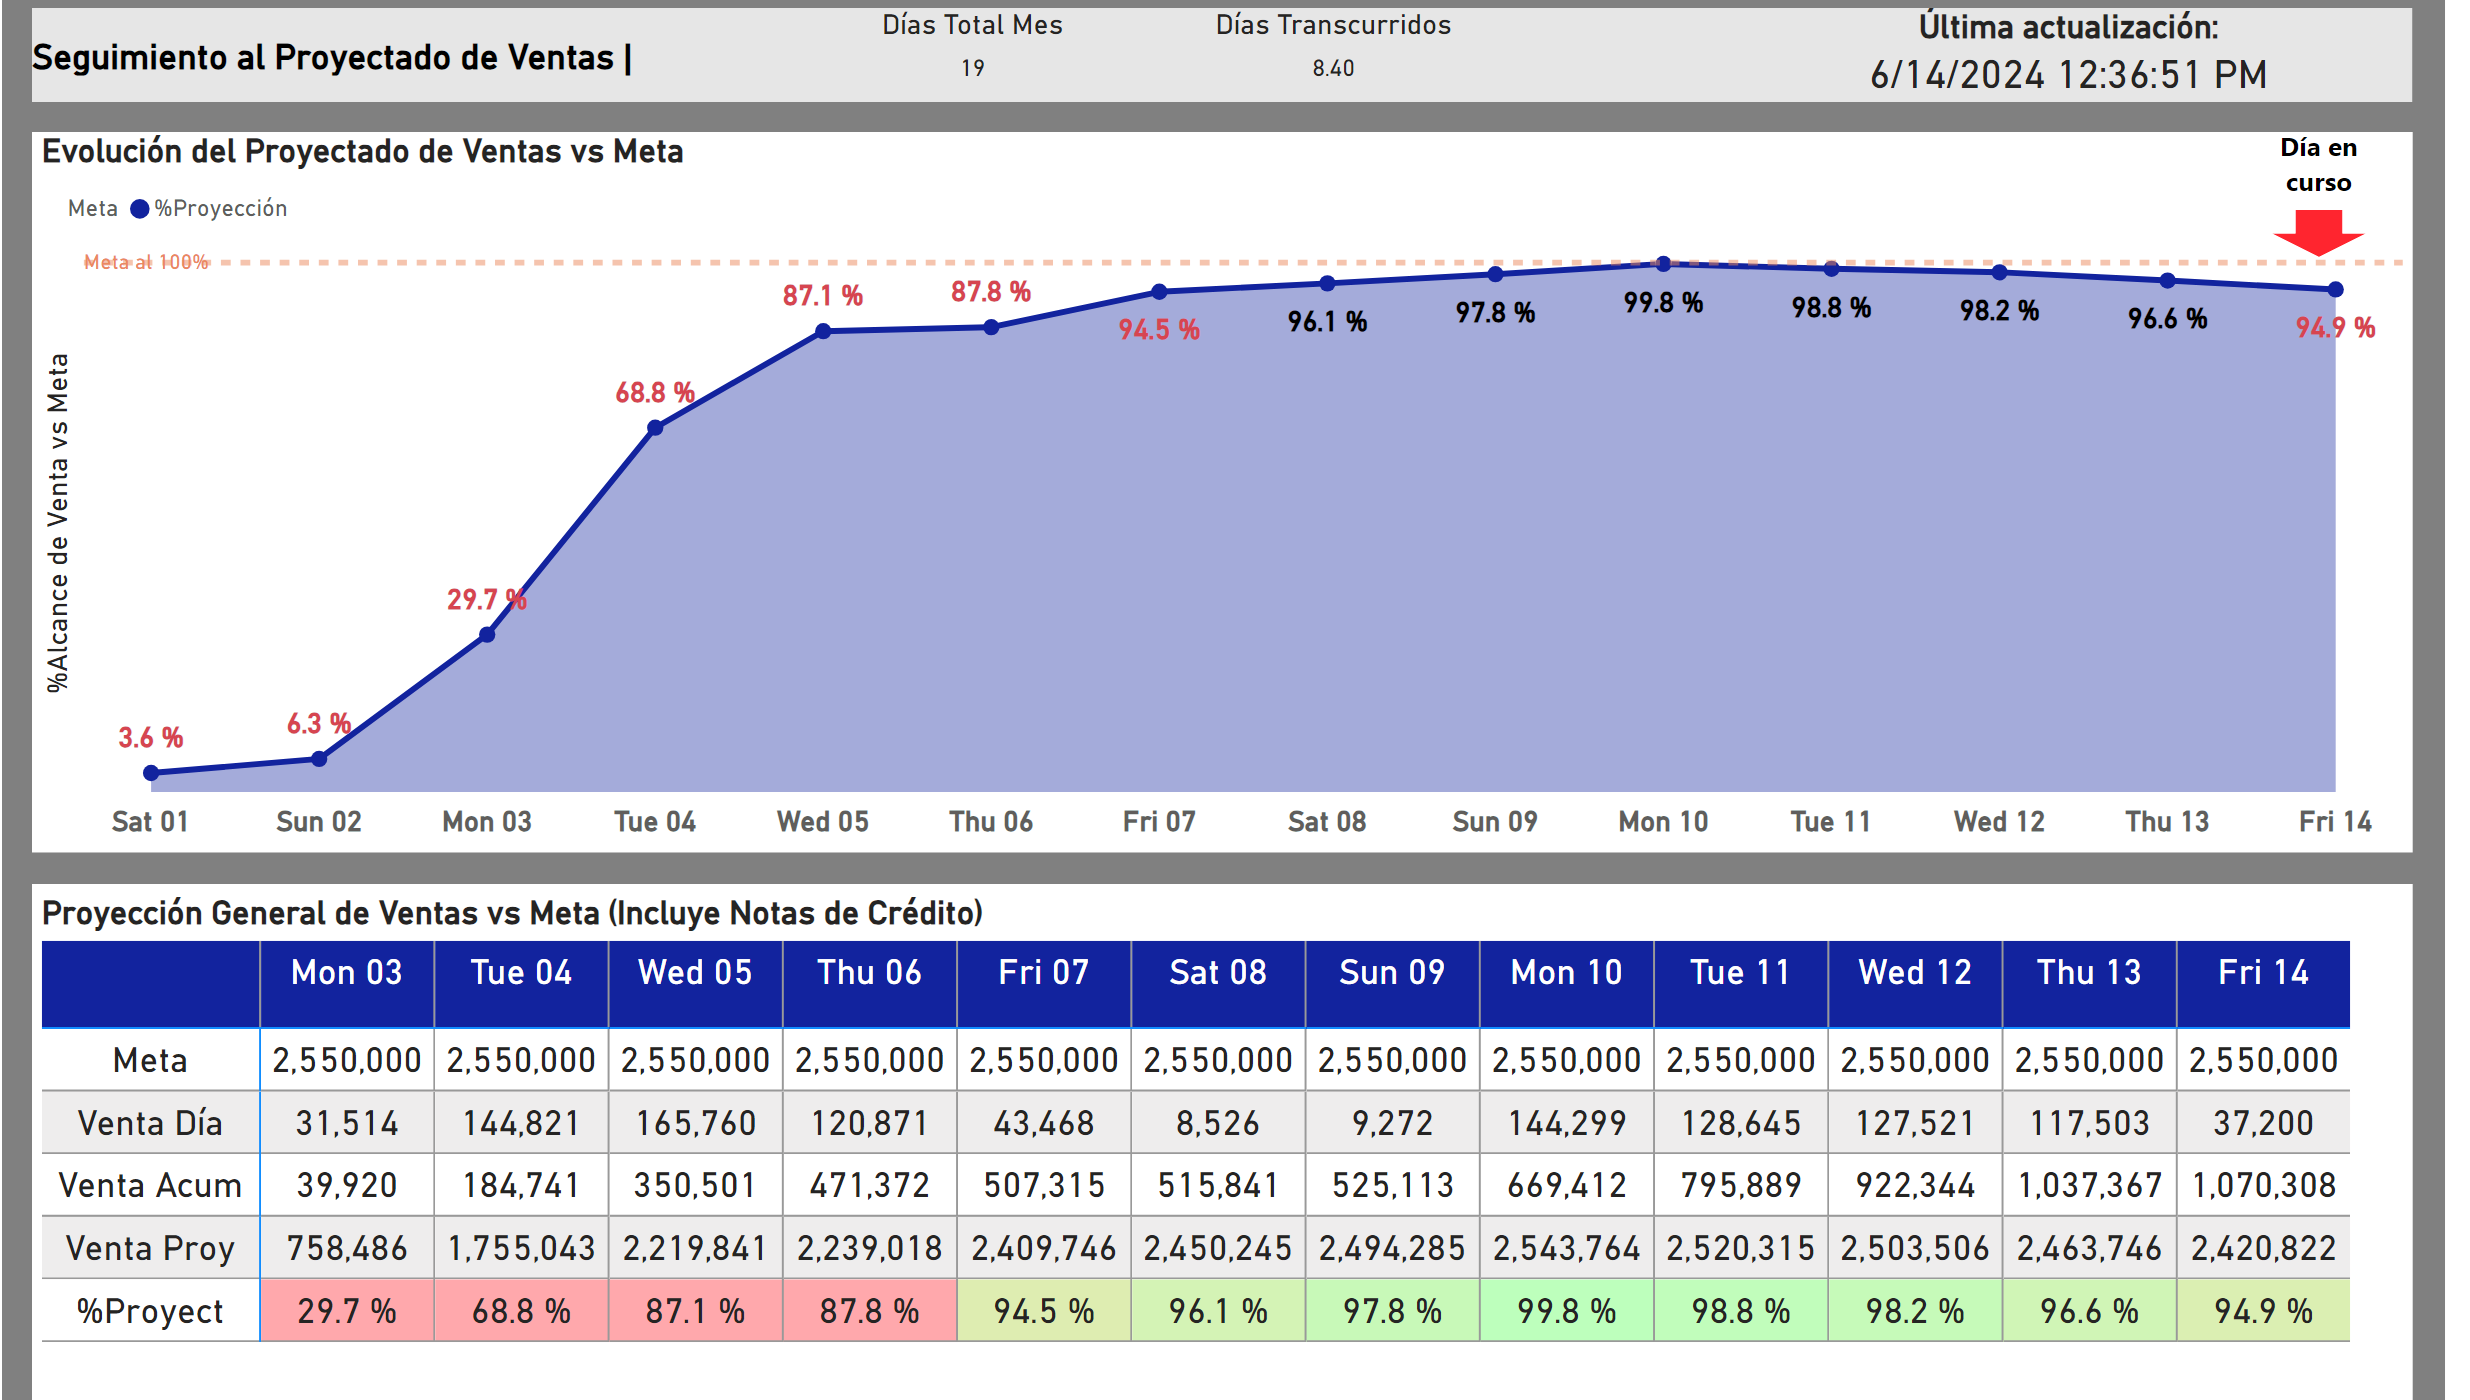 Seguimiento al Proyectado de Ventas |
Días Total Mes
19
Días Transcurridos
8.40
Última actualización:
6/14/2024 12:36:51 PM
Evolución del Proyectado de Ventas vs Meta
Día en
curso
Meta %Proyección
Meta al 100%
%Alcance de Venta vs Meta
3.6 %
6.3 %
29.7 %
68.8 %
87.1 %
87.8 %
94.5 %
96.1 %
97.8 %
99.8 %
98.8 %
98.2 %
96.6 %
94.9 %
Sat 01 Sun 02 Mon 03 Tue 04 Wed 05 Thu 06 Fri 07 Sat 08 Sun 09 Mon 10 Tue 11 Wed 12 Thu 13 Fri 14
Proyección General de Ventas vs Meta (Incluye Notas de Crédito)
Mon 03 Tue 04 Wed 05 Thu 06 Fri 07 Sat 08 Sun 09 Mon 10 Tue 11 Wed 12 Thu 13 Fri 14
Meta 2,550,000 2,550,000 2,550,000 2,550,000 2,550,000 2,550,000 2,550,000 2,550,000 2,550,000 2,550,000 2,550,000 2,550,000
Venta Día 31,514 144,821 165,760 120,871 43,468 8,526 9,272 144,299 128,645 127,521 117,503 37,200
Venta Acum 39,920 184,741 350,501 471,372 507,315 515,841 525,113 669,412 795,889 922,344 1,037,367 1,070,308
Venta Proy 758,486 1,755,043 2,219,841 2,239,018 2,409,746 2,450,245 2,494,285 2,543,764 2,520,315 2,503,506 2,463,746 2,420,822
%Proyect 29.7 % 68.8 % 87.1 % 87.8 % 94.5 % 96.1 % 97.8 % 99.8 % 98.8 % 98.2 % 96.6 % 94.9 %